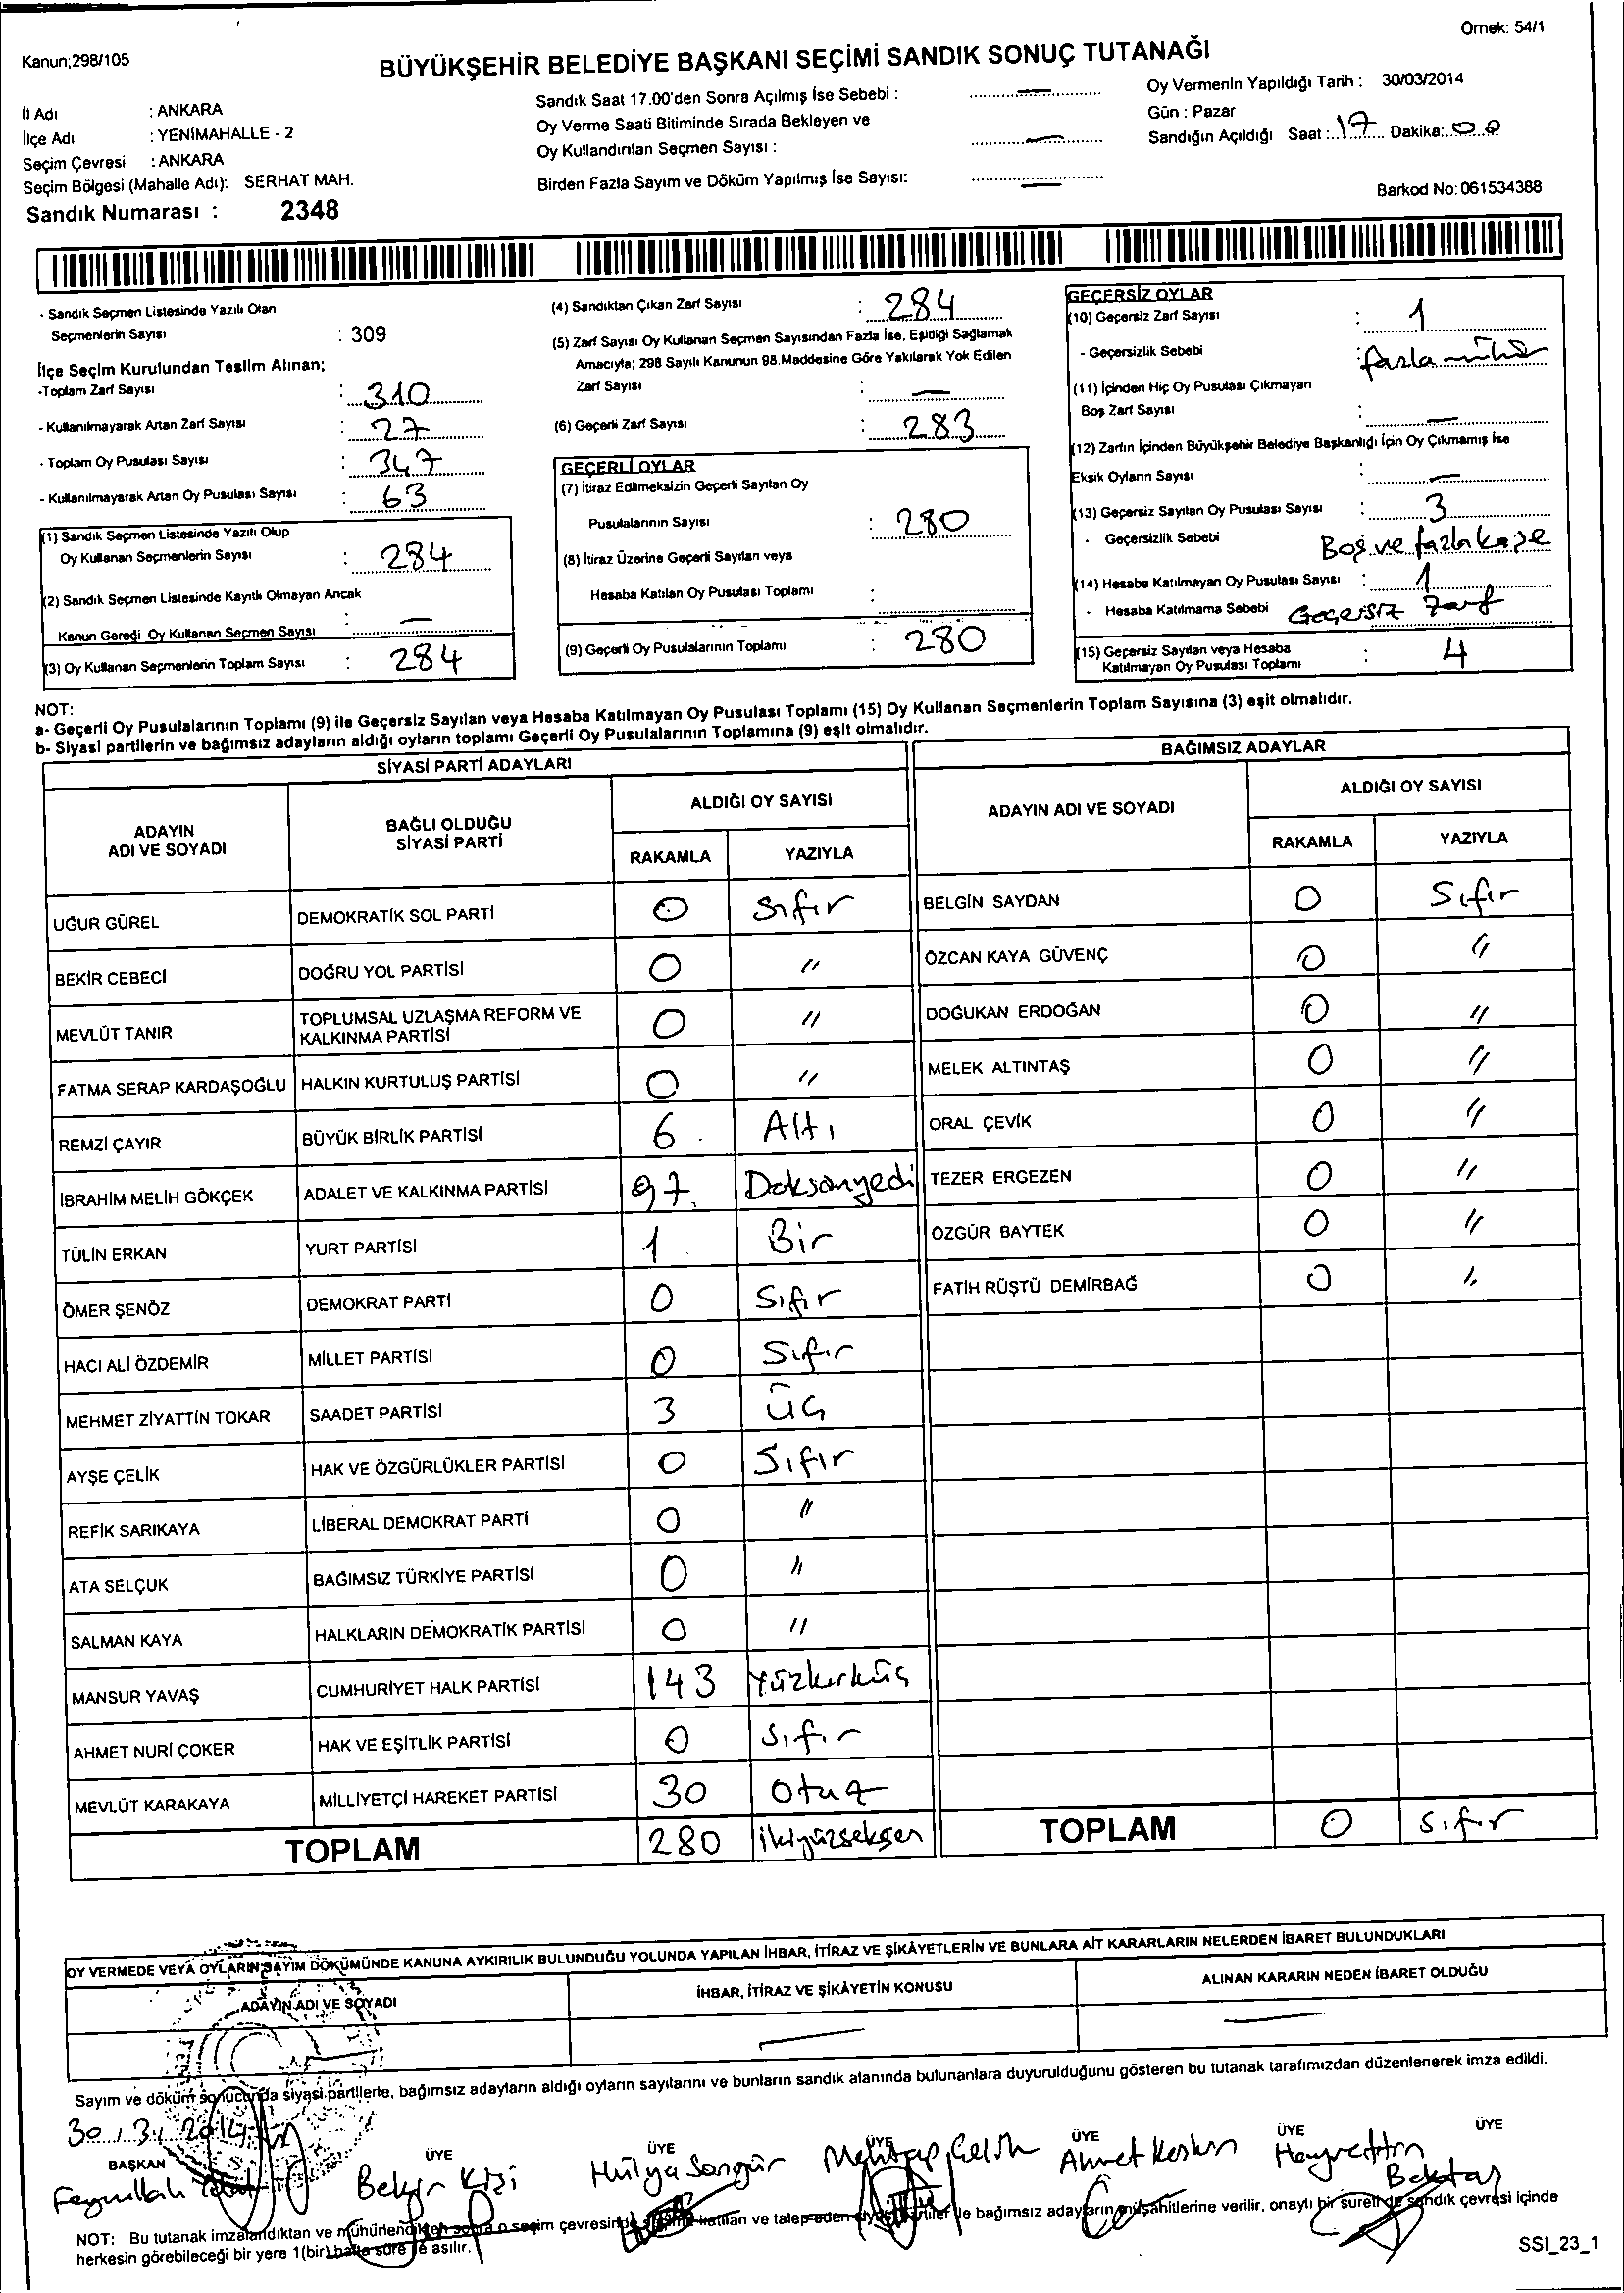 Örnek: 54/1
Kanun;298/105
BÜYÜKŞEHİR BELEDİYE BAŞKANI SEÇİMİ SANDIK SONUÇ TUTANAĞI
İl Adı : ANKARA
İlçe Adı : YENİMAHALLE - 2
Seçim Çevresi : ANKARA
Seçim Bölgesi (Mahalle Adı): SERHAT MAH.
Sandık Numarası : 2348
Sandık Saat 17.00'den Sonra Açılmış İse Sebebi : —
Oy Verme Saati Bitiminde Sırada Bekleyen ve
Oy Kullandırılan Seçmen Sayısı : —
Birden Fazla Sayım ve Döküm Yapılmış İse Sayısı: —
Oy Vermenin Yapıldığı Tarih : 30/03/2014
Gün : Pazar
Sandığın Açıldığı Saat : 17 Dakika: 00
Barkod No: 061534388
- Sandık Seçmen Listesinde Yazılı Olan
Seçmenlerin Sayısı : 309
İlçe Seçim Kurulundan Teslim Alınan;
-Toplam Zarf Sayısı : 310
- Kullanılmayarak Artan Zarf Sayısı : 27
- Toplam Oy Pusulası Sayısı : 347
- Kullanılmayarak Artan Oy Pusulası Sayısı : 63
(1) Sandık Seçmen Listesinde Yazılı Olup
Oy Kullanan Seçmenlerin Sayısı : 284
(2) Sandık Seçmen Listesinde Kayıtlı Olmayan Ancak
Kanun Gereği Oy Kullanan Seçmen Sayısı : —
(3) Oy Kullanan Seçmenlerin Toplam Sayısı : 284
(4) Sandıktan Çıkan Zarf Sayısı : 284
(5) Zarf Sayısı Oy Kullanan Seçmen Sayısından Fazla İse, Eşitliği Sağlamak
Amacıyla; 298 Sayılı Kanunun 98.Maddesine Göre Yakılarak Yok Edilen
Zarf Sayısı : —
(6) Geçerli Zarf Sayısı : 283
GEÇERLİ OYLAR
(7) İtiraz Edilmeksizin Geçerli Sayılan Oy
Pusulalarının Sayısı : 280
(8) İtiraz Üzerine Geçerli Sayılan veya
Hesaba Katılan Oy Pusulası Toplamı :
(9) Geçerli Oy Pusulalarının Toplamı : 280
GEÇERSİZ OYLAR
(10) Geçersiz Zarf Sayısı : 1
- Geçersizlik Sebebi : fazla mühür
(11) İçinden Hiç Oy Pusulası Çıkmayan
Boş Zarf Sayısı : —
(12) Zarfın İçinden Büyükşehir Belediye Başkanlığı İçin Oy Çıkmamış İse
Eksik Oyların Sayısı : —
(13) Geçersiz Sayılan Oy Pusulası Sayısı : 3
- Geçersizlik Sebebi Boş ve fazla kaşe
(14) Hesaba Katılmayan Oy Pusulası Sayısı : 1
- Hesaba Katılmama Sebebi Geçersiz Zarf
(15) Geçersiz Sayılan veya Hesaba
Katılmayan Oy Pusulası Toplamı : 4
NOT:
a- Geçerli Oy Pusulalarının Toplamı (9) ile Geçersiz Sayılan veya Hesaba Katılmayan Oy Pusulası Toplamı (15) Oy Kullanan Seçmenlerin Toplam Sayısına (3) eşit olmalıdır.
b- Siyasi partilerin ve bağımsız adayların aldığı oyların toplamı Geçerli Oy Pusulalarının Toplamına (9) eşit olmalıdır.
SİYASİ PARTİ ADAYLARI
ADAYIN ADI VE SOYADI BAĞLI OLDUĞU SİYASİ PARTİ ALDIĞI OY SAYISI
RAKAMLA YAZIYLA
UĞUR GÜREL DEMOKRATİK SOL PARTİ 0 Sıfır
BEKİR CEBECİ DOĞRU YOL PARTİSİ 0 "
MEVLÜT TANIR TOPLUMSAL UZLAŞMA REFORM VE KALKINMA PARTİSİ 0 "
FATMA SERAP KARDAŞOĞLU HALKIN KURTULUŞ PARTİSİ 0 "
REMZİ ÇAYIR BÜYÜK BİRLİK PARTİSİ 6 Altı
İBRAHİM MELİH GÖKÇEK ADALET VE KALKINMA PARTİSİ 97 Doksanyedi
TÜLİN ERKAN YURT PARTİSİ 1 Bir
ÖMER ŞENÖZ DEMOKRAT PARTİ 0 Sıfır
HACI ALİ ÖZDEMİR MİLLET PARTİSİ 0 Sıfır
MEHMET ZİYATTİN TOKAR SAADET PARTİSİ 3 ÜÇ
AYŞE ÇELİK HAK VE ÖZGÜRLÜKLER PARTİSİ 0 Sıfır
REFİK SARIKAYA LİBERAL DEMOKRAT PARTİ 0 "
ATA SELÇUK BAĞIMSIZ TÜRKİYE PARTİSİ 0 "
SALMAN KAYA HALKLARIN DEMOKRATİK PARTİSİ 0 "
MANSUR YAVAŞ CUMHURİYET HALK PARTİSİ 143 Yüzkırküç
AHMET NURİ ÇOKER HAK VE EŞİTLİK PARTİSİ 0 Sıfır
MEVLÜT KARAKAYA MİLLİYETÇİ HAREKET PARTİSİ 30 Otuz
TOPLAM 280 ikiyüzseksen
BAĞIMSIZ ADAYLAR
ADAYIN ADI VE SOYADI ALDIĞI OY SAYISI
RAKAMLA YAZIYLA
BELGİN SAYDAN 0 Sıfır
ÖZCAN KAYA GÜVENÇ 0 "
DOĞUKAN ERDOĞAN 0 "
MELEK ALTINTAŞ 0 "
ORAL ÇEVİK 0 "
TEZER ERGEZEN 0 "
ÖZGÜR BAYTEK 0 "
FATİH RÜŞTÜ DEMİRBAĞ 0 "
TOPLAM 0 Sıfır
OY VERMEDE VEYA OYLARIN SAYIM DÖKÜMÜNDE KANUNA AYKIRILIK BULUNDUĞU YOLUNDA YAPILAN İHBAR, İTİRAZ VE ŞİKÂYETLERİN VE BUNLARA AİT KARARLARIN NELERDEN İBARET BULUNDUKLARI
ADAYIN ADI VE SOYADI İHBAR, İTİRAZ VE ŞİKÂYETİN KONUSU ALINAN KARARIN NEDEN İBARET OLDUĞU
— — —
Sayım ve döküm sonucunda siyasi partilerle, bağımsız adayların aldığı oyların sayılarını ve bunların sandık alanında bulunanlara duyurulduğunu gösteren bu tutanak tarafımızdan düzenlenerek imza edildi.
30 / 3 / 2014
BAŞKAN ÜYE ÜYE ÜYE ÜYE ÜYE ÜYE
Feyzullah Bekir Kişi Hülya Songür Mehtap Çelik Ahmet Keskin Hayrettin Bektaş
NOT: Bu tutanak imzalandıktan ve mühürlendikten sonra o seçim çevresinde katılan ve talep eden siyasi partiler ile bağımsız adayların müşahitlerine verilir, onaylı bir sureti de sandık çevresi içinde
herkesin görebileceği bir yere 1(bir) hafta süre ile asılır.
SSI_23_1